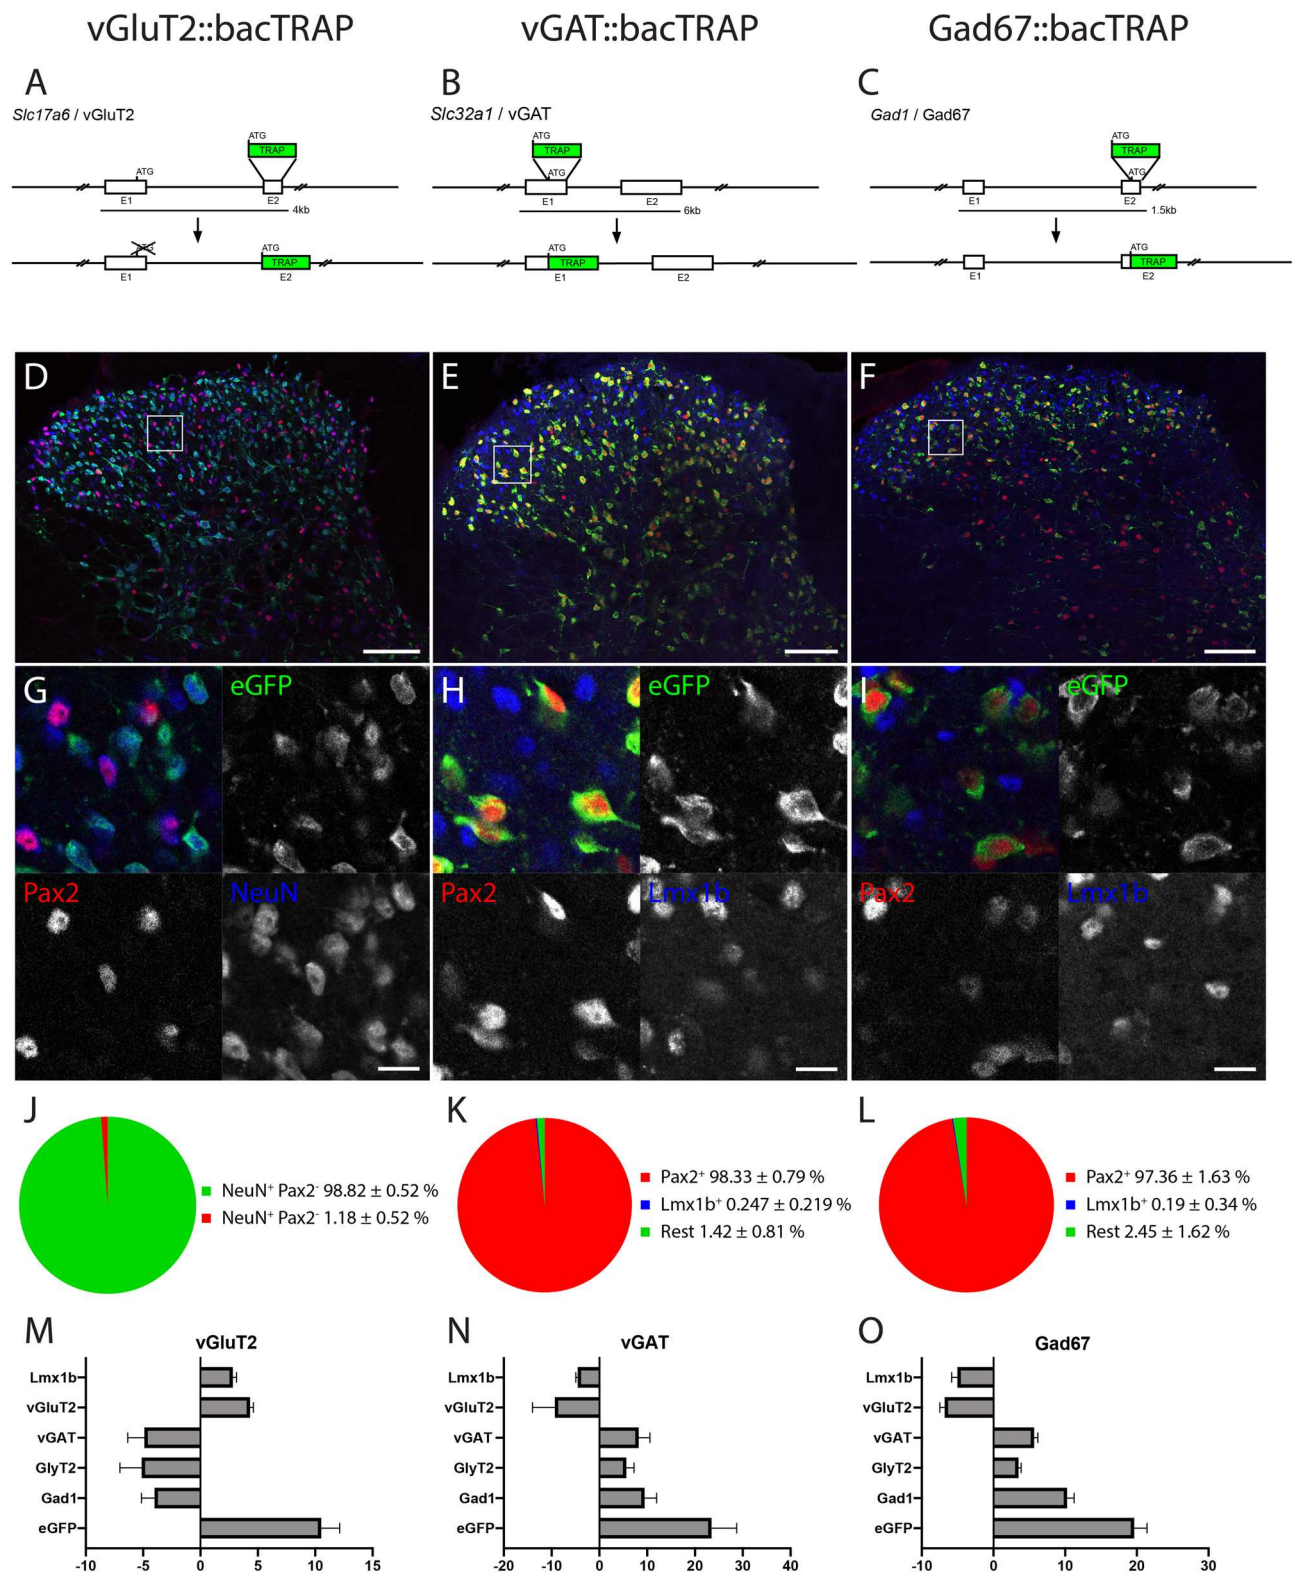 vGluT2::bacTRAP
vGAT::bacTRAP
Gad67::bacTRAP
A
Slc17a6 / vGluT2
ATG
TRAP
ATG
E1
E2
4kb
ATG
ATG
TRAP
E1
E2
B
Slc32a1 / vGAT
ATG
TRAP
ATG
E1
E2
6kb
ATG
TRAP
E1
E2
C
Gad1 / Gad67
ATG
TRAP
ATG
E1
E2
1.5kb
ATG
TRAP
E1
E2
D
E
F
G
eGFP
Pax2
NeuN
H
eGFP
Pax2
Lmx1b
I
eGFP
Pax2
Lmx1b
J
NeuN⁺ Pax2⁻ 98.82 ± 0.52 %
NeuN⁺ Pax2⁻ 1.18 ± 0.52 %
K
Pax2⁺ 98.33 ± 0.79 %
Lmx1b⁺ 0.247 ± 0.219 %
Rest 1.42 ± 0.81 %
L
Pax2⁺ 97.36 ± 1.63 %
Lmx1b⁺ 0.19 ± 0.34 %
Rest 2.45 ± 1.62 %
M
vGluT2
Lmx1b
vGluT2
vGAT
GlyT2
Gad1
eGFP
-10 -5 0 5 10 15
N
vGAT
Lmx1b
vGluT2
vGAT
GlyT2
Gad1
eGFP
-20 -10 0 10 20 30 40
O
Gad67
Lmx1b
vGluT2
vGAT
GlyT2
Gad1
eGFP
-10 0 10 20 30